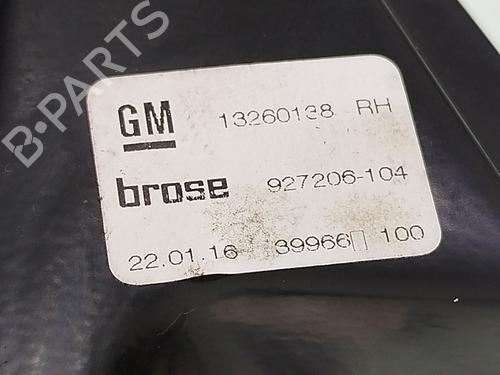 B-PARTS
GM 13260138 RH
brose 927206-104
22.01.16 39966▯ 100